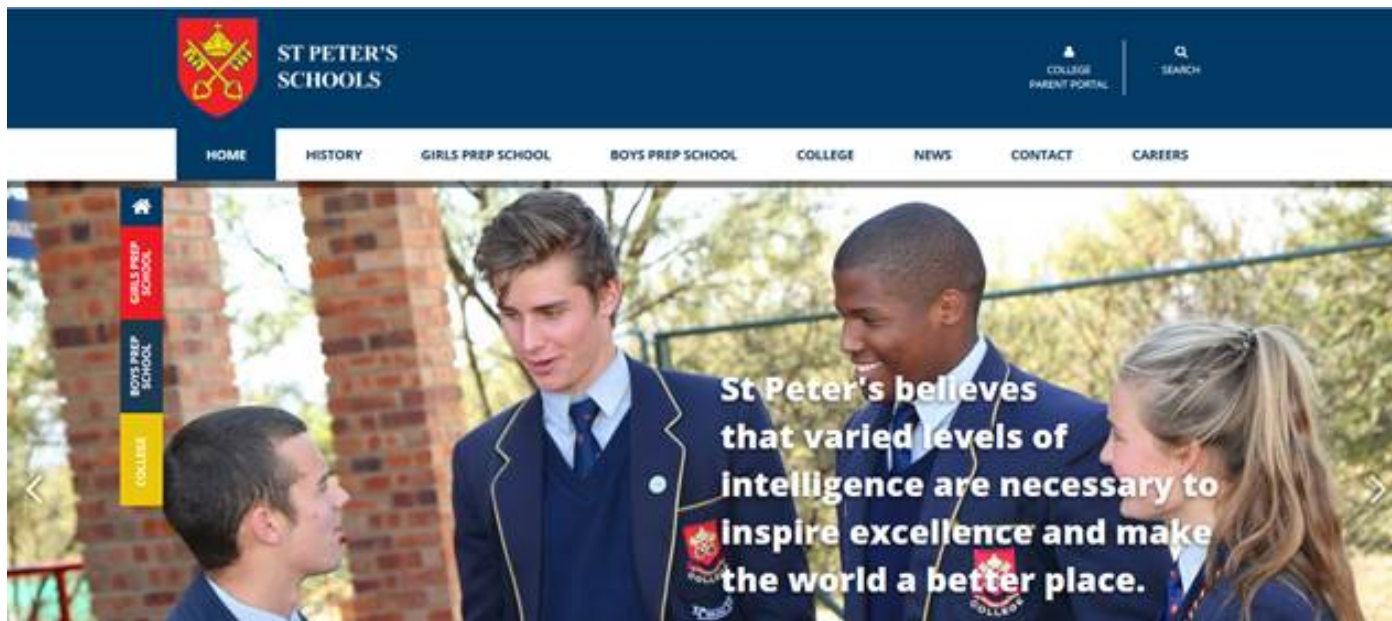 ST PETER'S
SCHOOLS
COLLEGE
PARENT PORTAL
SEARCH
HOME
HISTORY
GIRLS PREP SCHOOL
BOYS PREP SCHOOL
COLLEGE
NEWS
CONTACT
CAREERS
GIRLS PREP
SCHOOL
BOYS PREP
SCHOOL
COLLEGE
St Peter's believes
that varied levels of
intelligence are necessary to
inspire excellence and make
the world a better place.
COLLEGE
COLLEGE